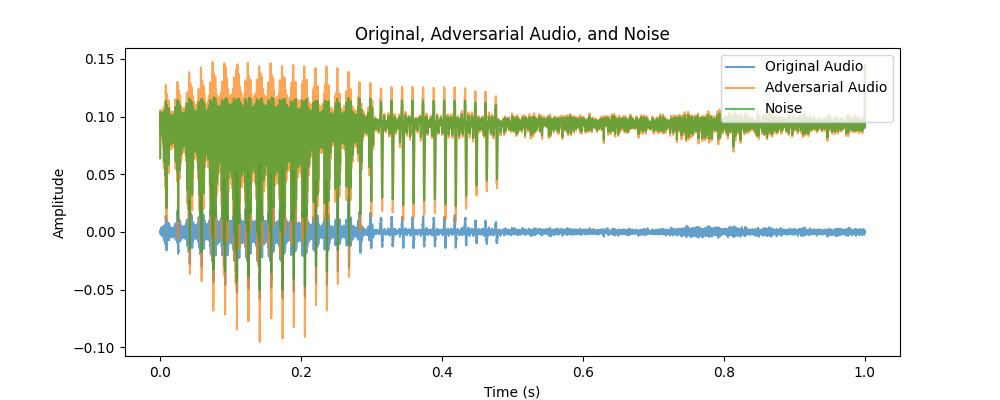 Original, Adversarial Audio, and Noise
Original Audio
Adversarial Audio
Noise
0.15
0.10
0.05
0.00
−0.05
−0.10
Amplitude
0.0
0.2
0.4
0.6
0.8
1.0
Time (s)